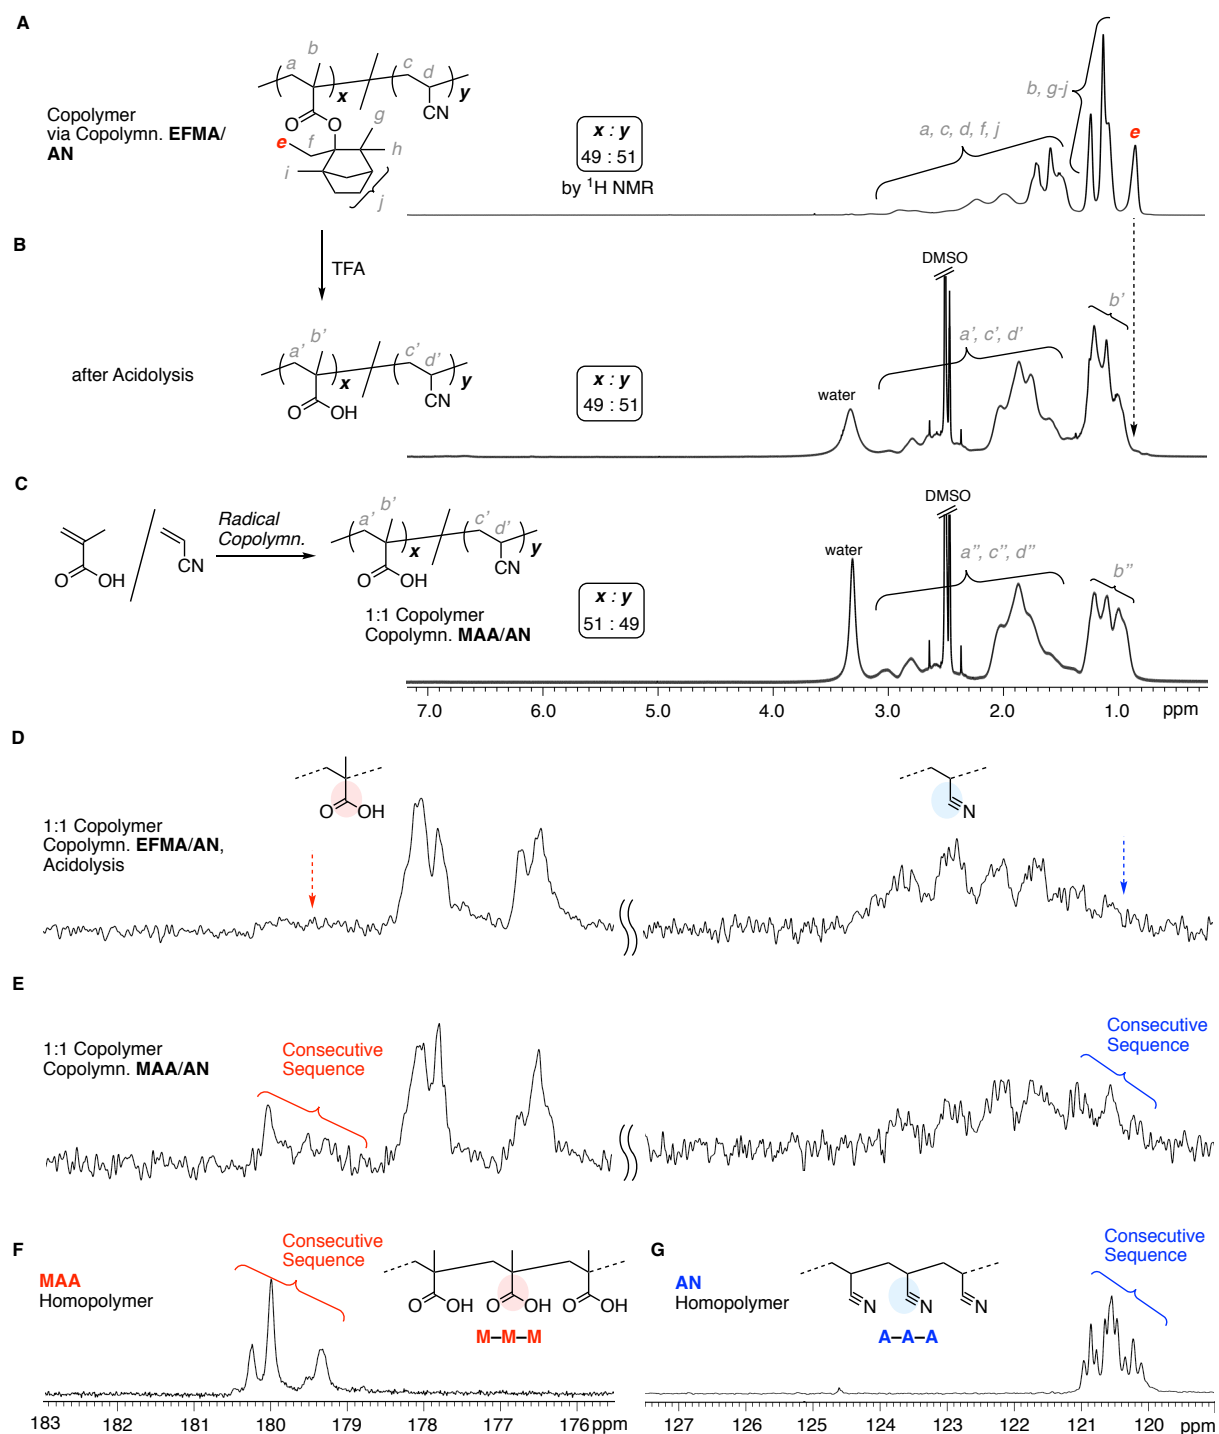 A
a
b
c
d
x
y
O
O
CN
e
f
g
h
i
j
Copolymer
via Copolymn. EFMA/
AN
x : y
49 : 51
by ¹H NMR
a, c, d, f, j
b, g-j
e
B
TFA
after Acidolysis
a’
b’
c’
d’
x
y
O
OH
CN
x : y
49 : 51
water
DMSO
a’, c’, d’
b’
C
O
OH
CN
Radical
Copolymn.
a’
b’
c’
d’
x
y
O
OH
CN
1:1 Copolymer
Copolymn. MAA/AN
x : y
51 : 49
water
DMSO
a”, c”, d”
b”
7.0 6.0 5.0 4.0 3.0 2.0 1.0 ppm
D
1:1 Copolymer
Copolymn. EFMA/AN,
Acidolysis
O
OH
N
E
1:1 Copolymer
Copolymn. MAA/AN
Consecutive
Sequence
Consecutive
Sequence
F
MAA
Homopolymer
Consecutive
Sequence
O OH O OH O OH
M–M–M
183 182 181 180 179 178 177 176 ppm
G
AN
Homopolymer
Consecutive
Sequence
N N N
A–A–A
127 126 125 124 123 122 121 120 ppm